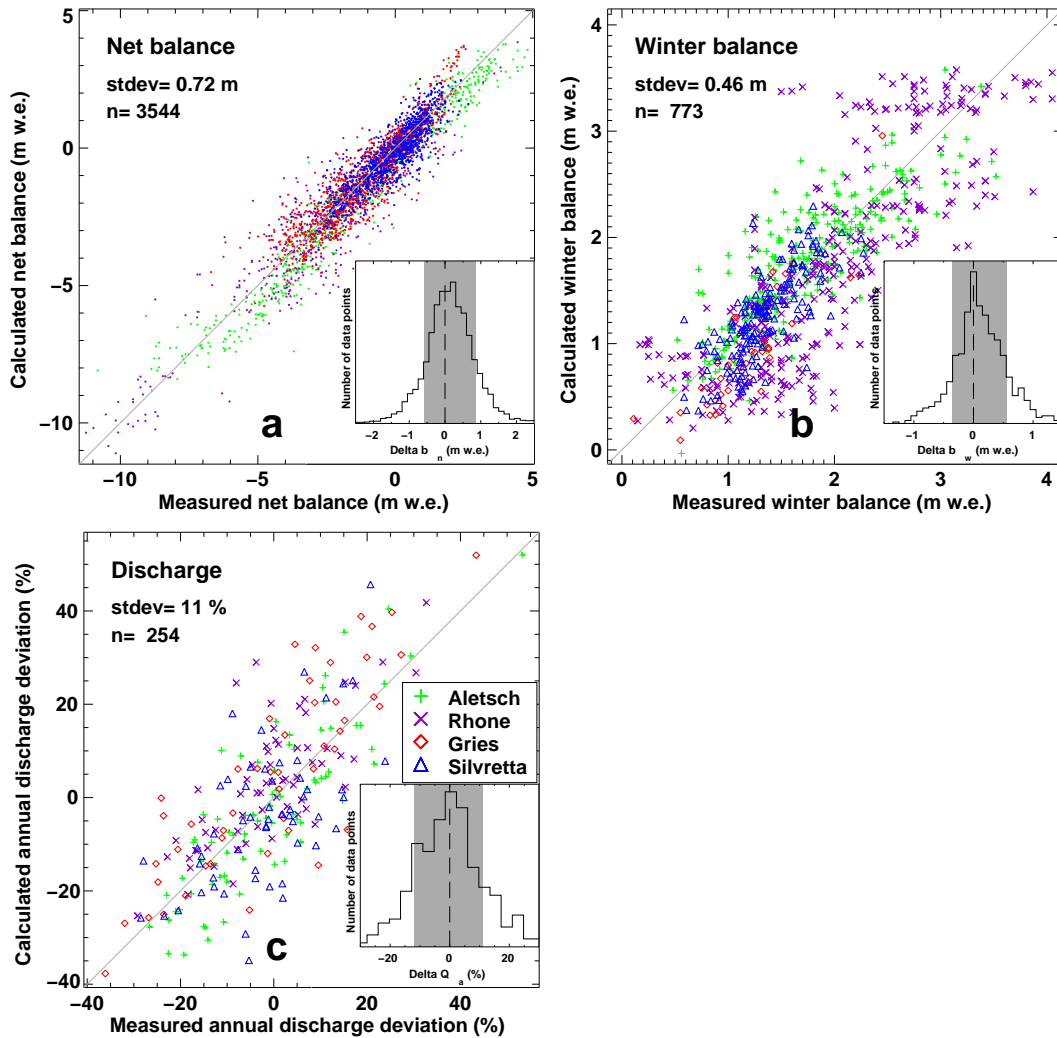 Net balance
stdev= 0.72 m
n= 3544
Calculated net balance (m w.e.)
5
0
−5
−10
−10
−5
0
5
Measured net balance (m w.e.)
a
Number of data points
−2
−1
0
1
2
Delta b n (m w.e.)
Winter balance
stdev= 0.46 m
n= 773
Calculated winter balance (m w.e.)
4
3
2
1
0
0
1
2
3
4
Measured winter balance (m w.e.)
b
Number of data points
−1
0
1
Delta b w (m w.e.)
Discharge
stdev= 11 %
n= 254
Calculated annual discharge deviation (%)
40
20
0
−20
−40
−40
−20
0
20
40
Measured annual discharge deviation (%)
c
Aletsch
Rhone
Gries
Silvretta
Number of data points
−20
0
20
Delta Q a (%)